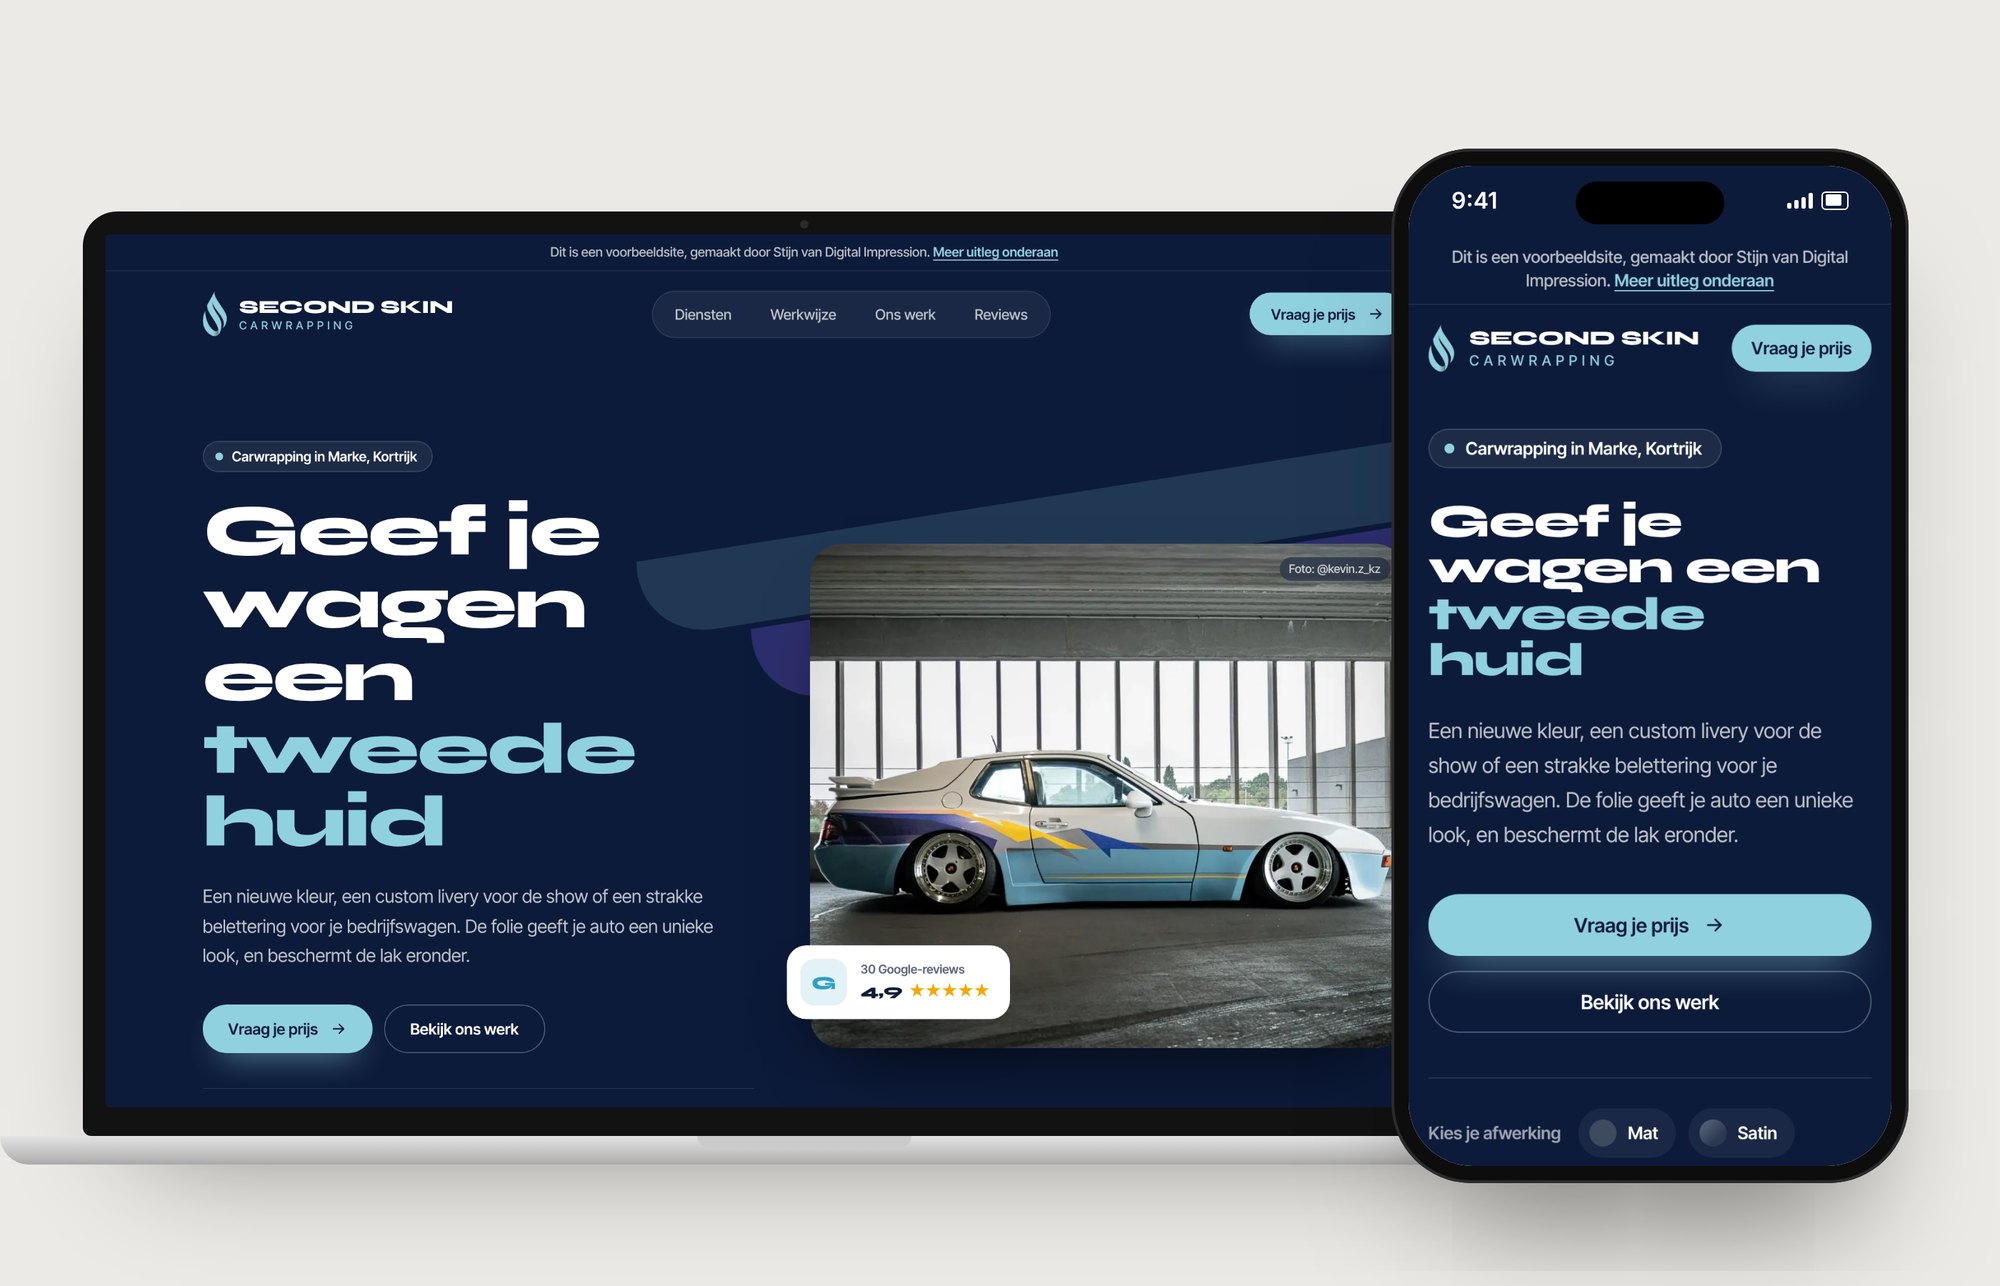 Dit is een voorbeeldsite, gemaakt door Stijn van Digital Impression. Meer uitleg onderaan
SECOND SKIN
CARWRAPPING
Diensten
Werkwijze
Ons werk
Reviews
Vraag je prijs →
Carwrapping in Marke, Kortrijk
Geef je
wagen
een
tweede
huid
Een nieuwe kleur, een custom livery voor de show of een strakke
belettering voor je bedrijfswagen. De folie geeft je auto een unieke
look, en beschermt de lak eronder.
Vraag je prijs →
Bekijk ons werk
Foto: @kevin.z_kz
G
30 Google-reviews
4,9 ★★★★★
9:41
Dit is een voorbeeldsite, gemaakt door Stijn van Digital
Impression. Meer uitleg onderaan
SECOND SKIN
CARWRAPPING
Vraag je prijs
Carwrapping in Marke, Kortrijk
Geef je
wagen een
tweede
huid
Een nieuwe kleur, een custom livery voor de
show of een strakke belettering voor je
bedrijfswagen. De folie geeft je auto een unieke
look, en beschermt de lak eronder.
Vraag je prijs →
Bekijk ons werk
Kies je afwerking
Mat
Satin